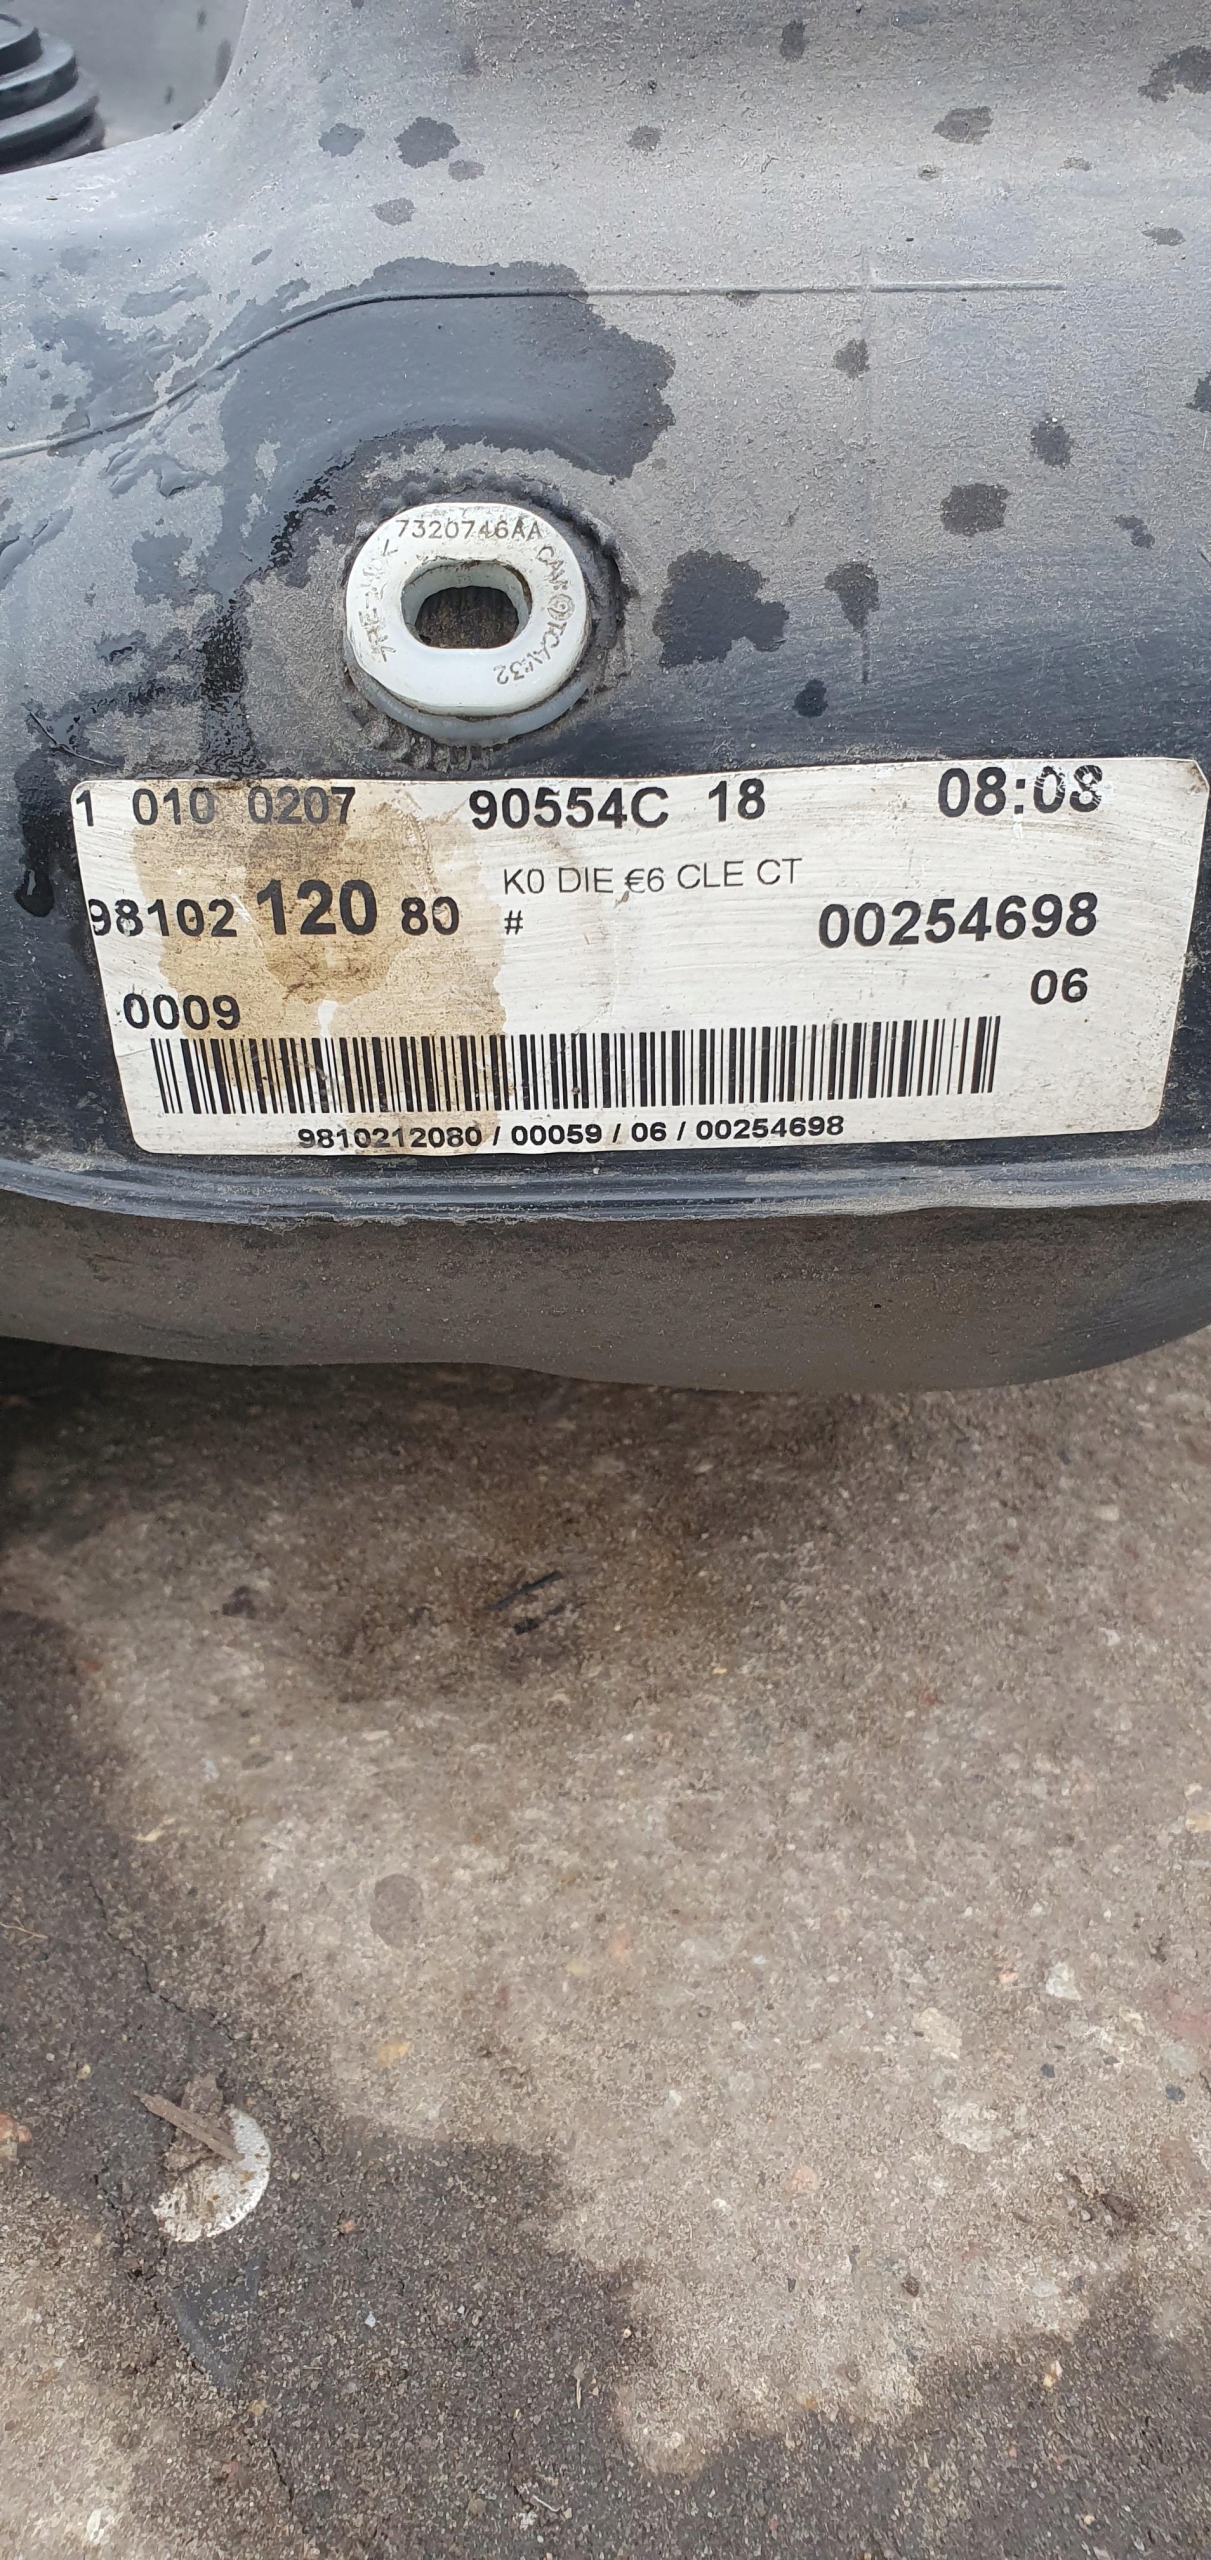 7320746AA
TCAV32
1 010 0207 90554C 18 08:08
K0 DIE €6 CLE CT
98102 120 80 # 00254698
06
0009
9810212080 / 00059 / 06 / 00254698